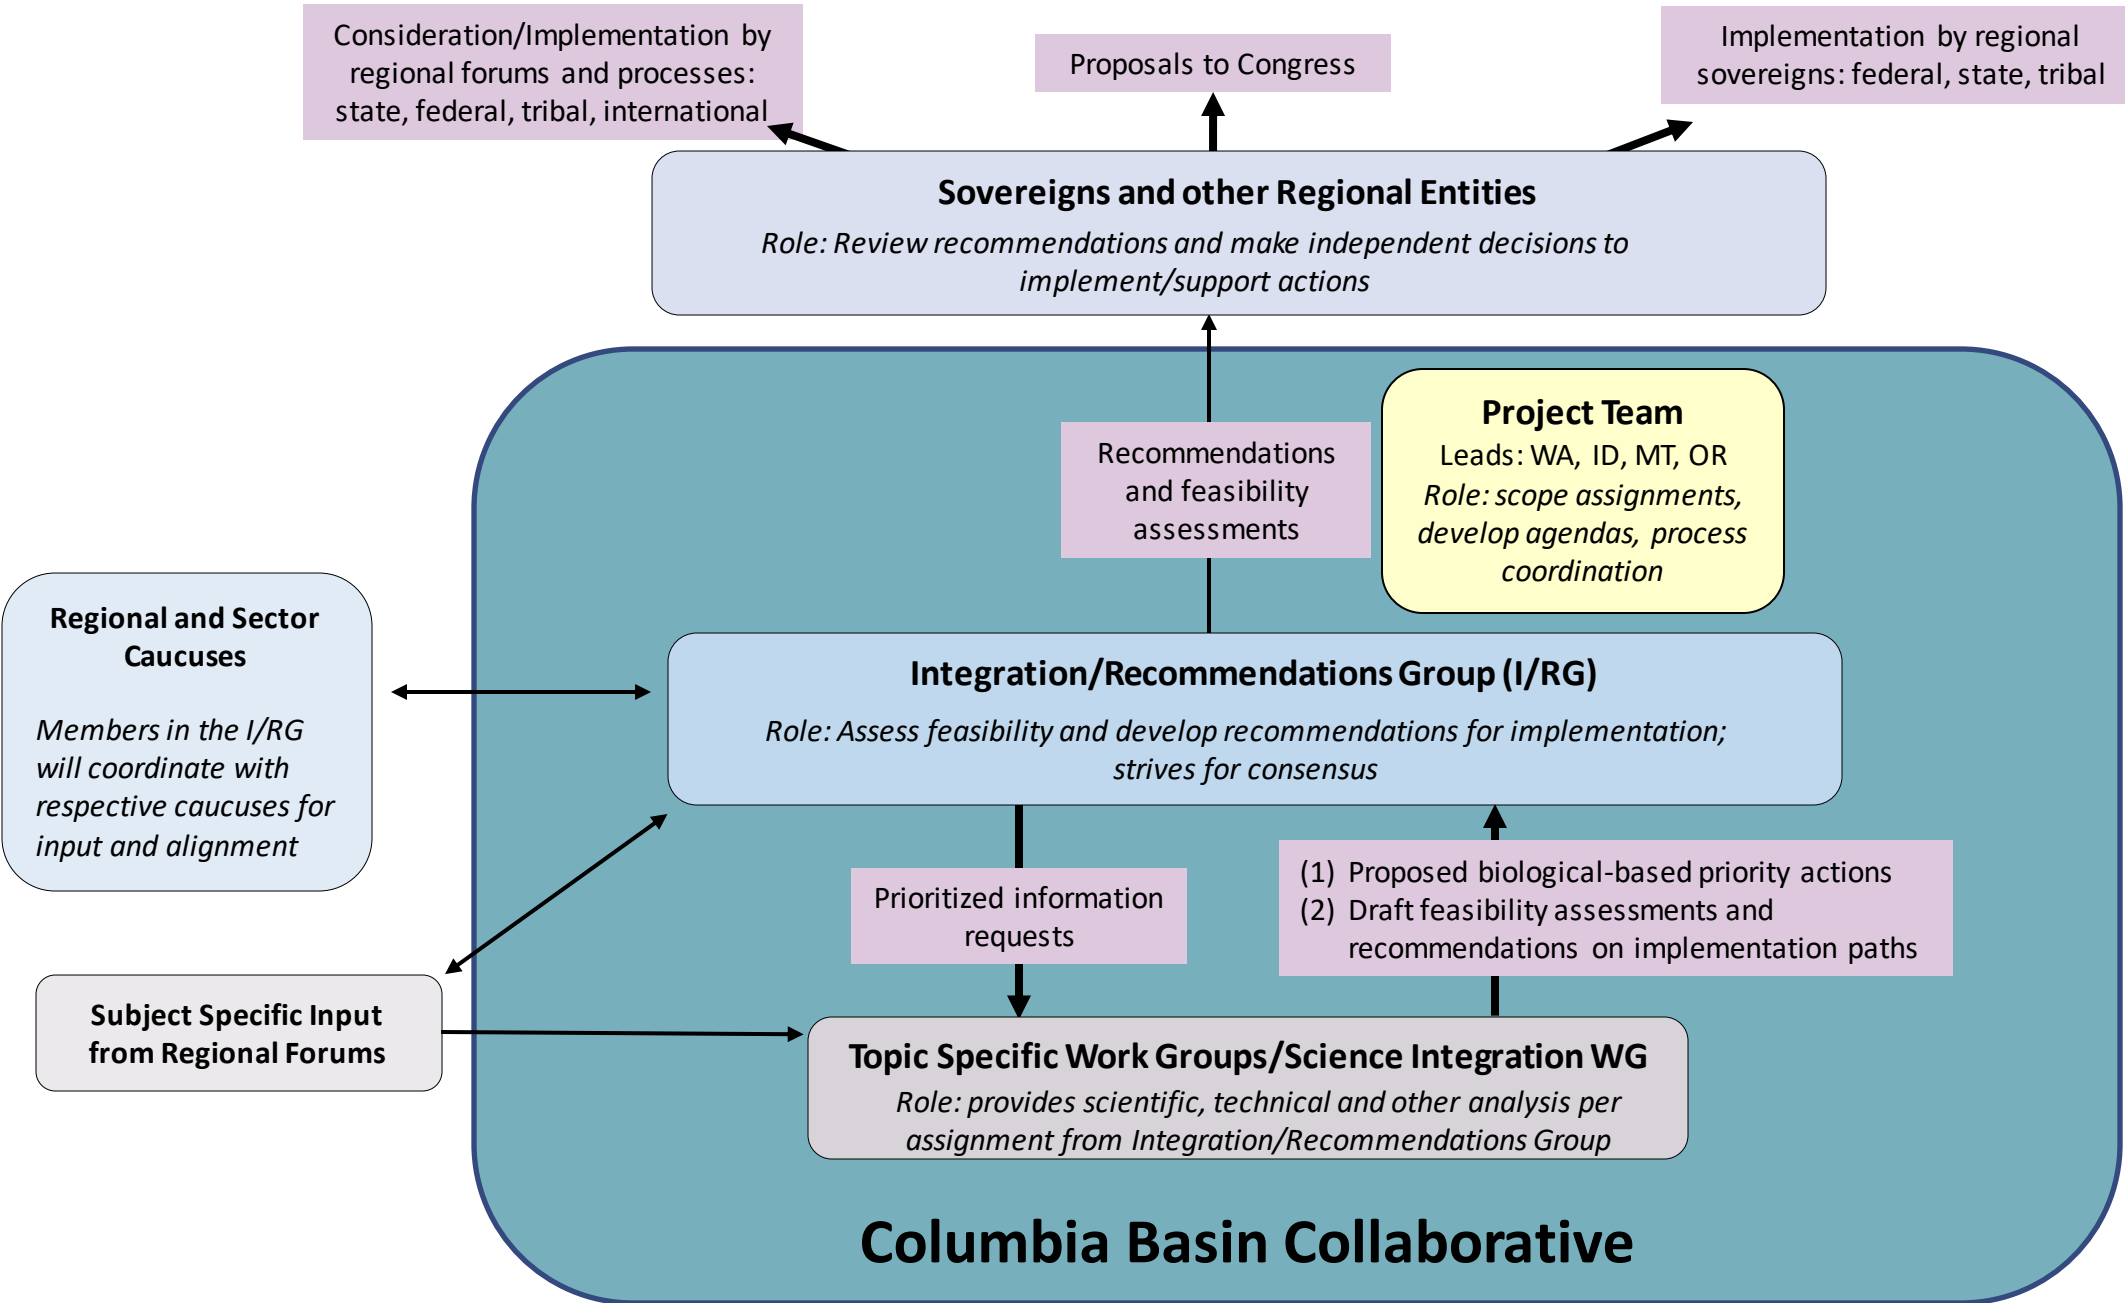 Consideration/Implementation by
regional forums and processes:
state, federal, tribal, international
Proposals to Congress
Implementation by regional
sovereigns: federal, state, tribal
Sovereigns and other Regional Entities
Role: Review recommendations and make independent decisions to
implement/support actions
Recommendations
and feasibility
assessments
Project Team
Leads: WA, ID, MT, OR
Role: scope assignments,
develop agendas, process
coordination
Regional and Sector
Caucuses
Members in the I/RG
will coordinate with
respective caucuses for
input and alignment
Integration/Recommendations Group (I/RG)
Role: Assess feasibility and develop recommendations for implementation;
strives for consensus
Prioritized information
requests
(1) Proposed biological-based priority actions
(2) Draft feasibility assessments and
recommendations on implementation paths
Subject Specific Input
from Regional Forums
Topic Specific Work Groups/Science Integration WG
Role: provides scientific, technical and other analysis per
assignment from Integration/Recommendations Group
Columbia Basin Collaborative